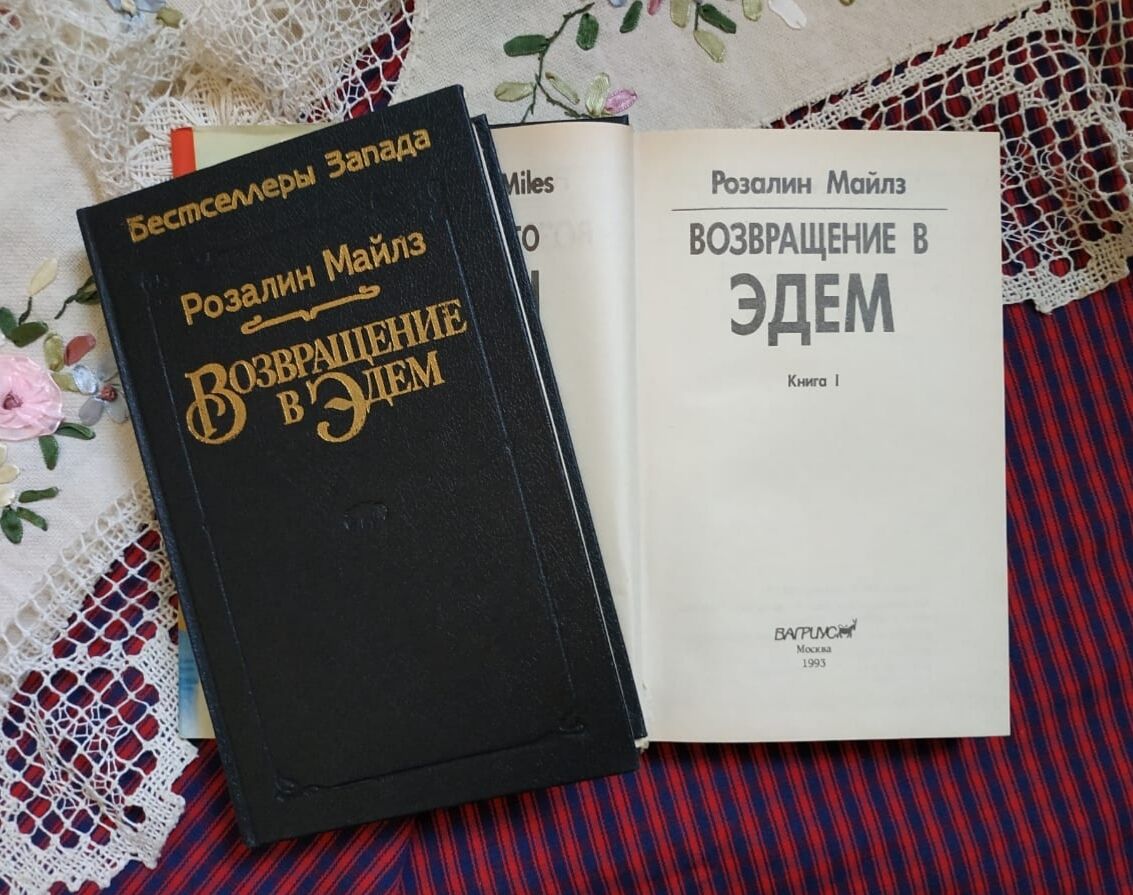 Бестселлеры Запада
Розалин Майлз
Возвращение
в Эдем
Miles
Розалин Майлз
ВОЗВРАЩЕНИЕ В
ЭДЕМ
Книга I
ВАГРИУС
Москва
1993